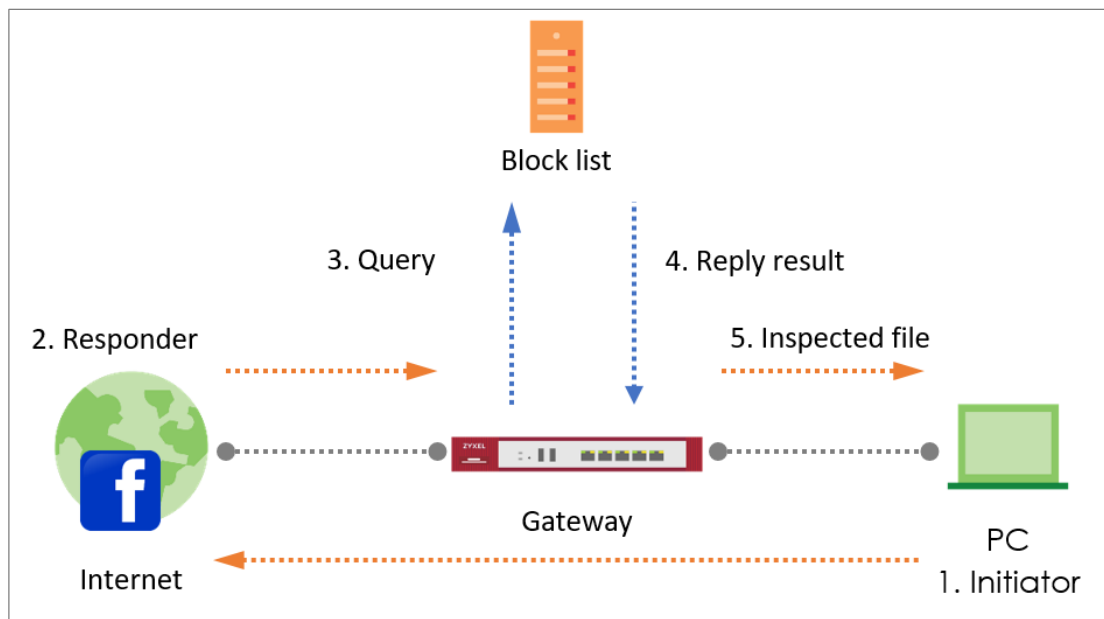 Block list
3. Query
4. Reply result
2. Responder
5. Inspected file
ZYXEL
f
Gateway
Internet
PC
1. Initiator